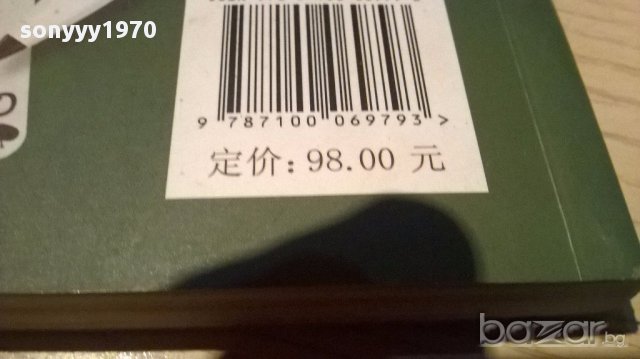 sonyyy1970
9 787100 069793 >
定价: 98.00 元
bazar.bg